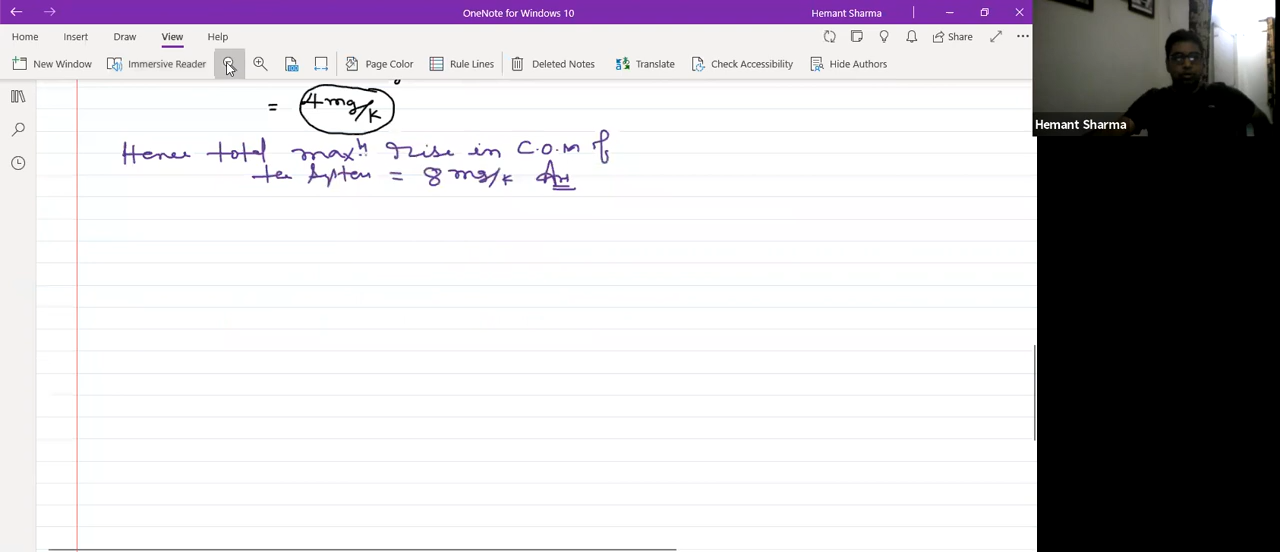 OneNote for Windows 10
Hemant Sharma
Home Insert Draw View Help
Share
New Window Immersive Reader Page Color Rule Lines Deleted Notes Translate Check Accessibility Hide Authors
Hemant Sharma
= 4mg/k
Hence total maxm rise in C.O.M of
the System = 8 mg/k Ans